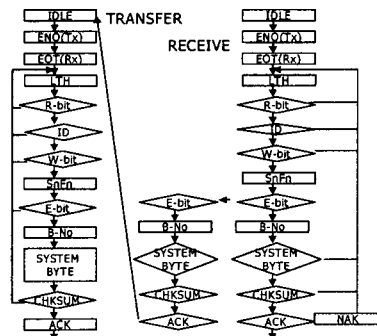 IDLE
TRANSFER
ENO(Tx)
EOT(Rx)
LTH
R-bit
ID
W-bit
SnFn
E-bit
B-No
SYSTEM
BYTE
CHKSUM
ACK
RECEIVE
IDLE
ENO(Tx)
EOT(Rx)
LTH
R-bit
ID
W-bit
SnFn
E-bit
B-No
SYSTEM
BYTE
CHKSUM
ACK
NAK
E-bit
B-No
SYSTEM
BYTE
CHKSUM
ACK